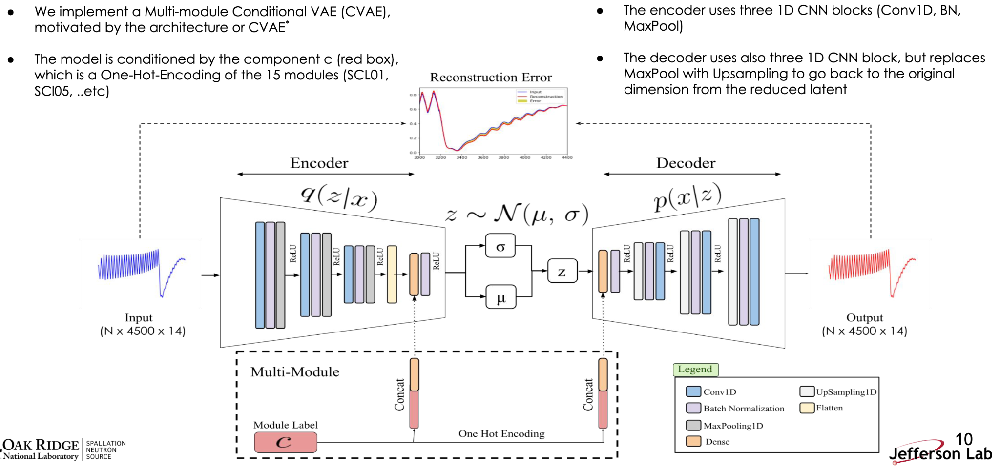 ● We implement a Multi-module Conditional VAE (CVAE),
motivated by the architecture or CVAE*
● The model is conditioned by the component c (red box),
which is a One-Hot-Encoding of the 15 modules (SCL01,
SCl05, ..etc)
● The encoder uses three 1D CNN blocks (Conv1D, BN,
MaxPool)
● The decoder uses also three 1D CNN block, but replaces
MaxPool with Upsampling to go back to the original
dimension from the reduced latent
Reconstruction Error
Input
Reconstruction
Error
0.8
0.6
0.4
0.2
0.0
3000 3200 3400 3600 3800 4000 4200 4400
Encoder
Decoder
q(z|x)
z ~ 𝒩(μ, σ)
p(x|z)
ReLU
ReLU
ReLU
ReLU
σ
μ
z
ReLU
ReLU
ReLU
Input
(N x 4500 x 14)
Output
(N x 4500 x 14)
Multi-Module
Concat
Concat
Module Label
c
One Hot Encoding
Legend
Conv1D
Batch Normalization
MaxPooling1D
Dense
UpSampling1D
Flatten
OAK RIDGE
National Laboratory
SPALLATION
NEUTRON
SOURCE
10
Jefferson Lab